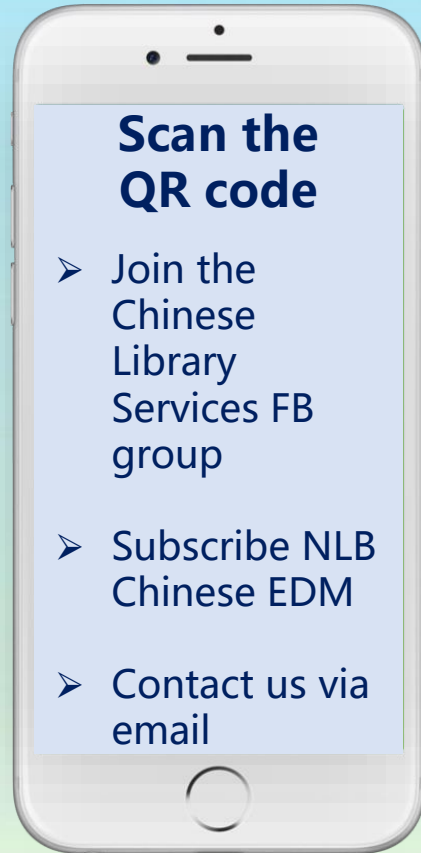 Scan the
QR code
➢ Join the
Chinese
Library
Services FB
group
➢ Subscribe NLB
Chinese EDM
➢ Contact us via
email